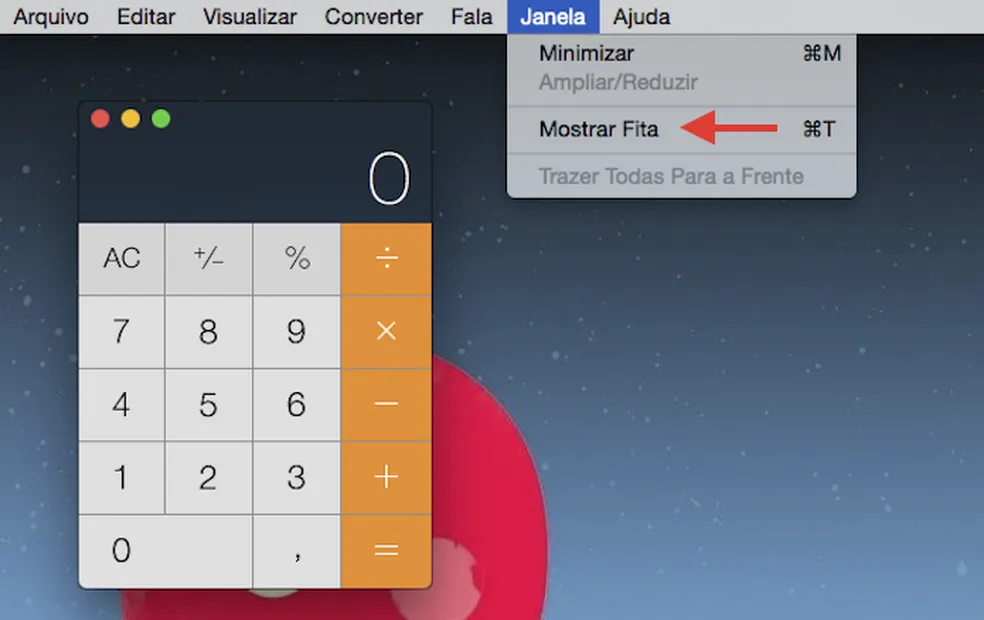 Arquivo Editar Visualizar Converter Fala Janela Ajuda
Minimizar ⌘M
Ampliar/Reduzir
Mostrar Fita ⌘T
Trazer Todas Para a Frente
0
AC +/− % ÷
7 8 9 ×
4 5 6 −
1 2 3 +
0 , =